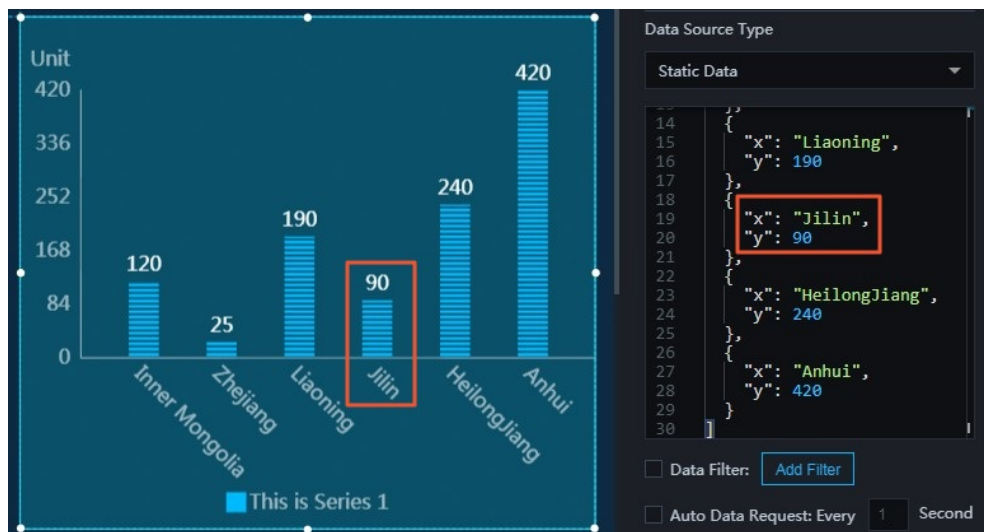 Unit
420
336
252
168
84
0
120
25
190
90
240
420
Inner Mongolia
Zhejiang
Liaoning
Jilin
HeilongJiang
Anhui
This is Series 1
Data Source Type
Static Data
14 {
15 "x": "Liaoning",
16 "y": 190
17 },
18 {
19 "x": "Jilin",
20 "y": 90
21 },
22 {
23 "x": "HeilongJiang",
24 "y": 240
25 },
26 {
27 "x": "Anhui",
28 "y": 420
29 }
30 ]
Data Filter: Add Filter
Auto Data Request: Every 1 Second